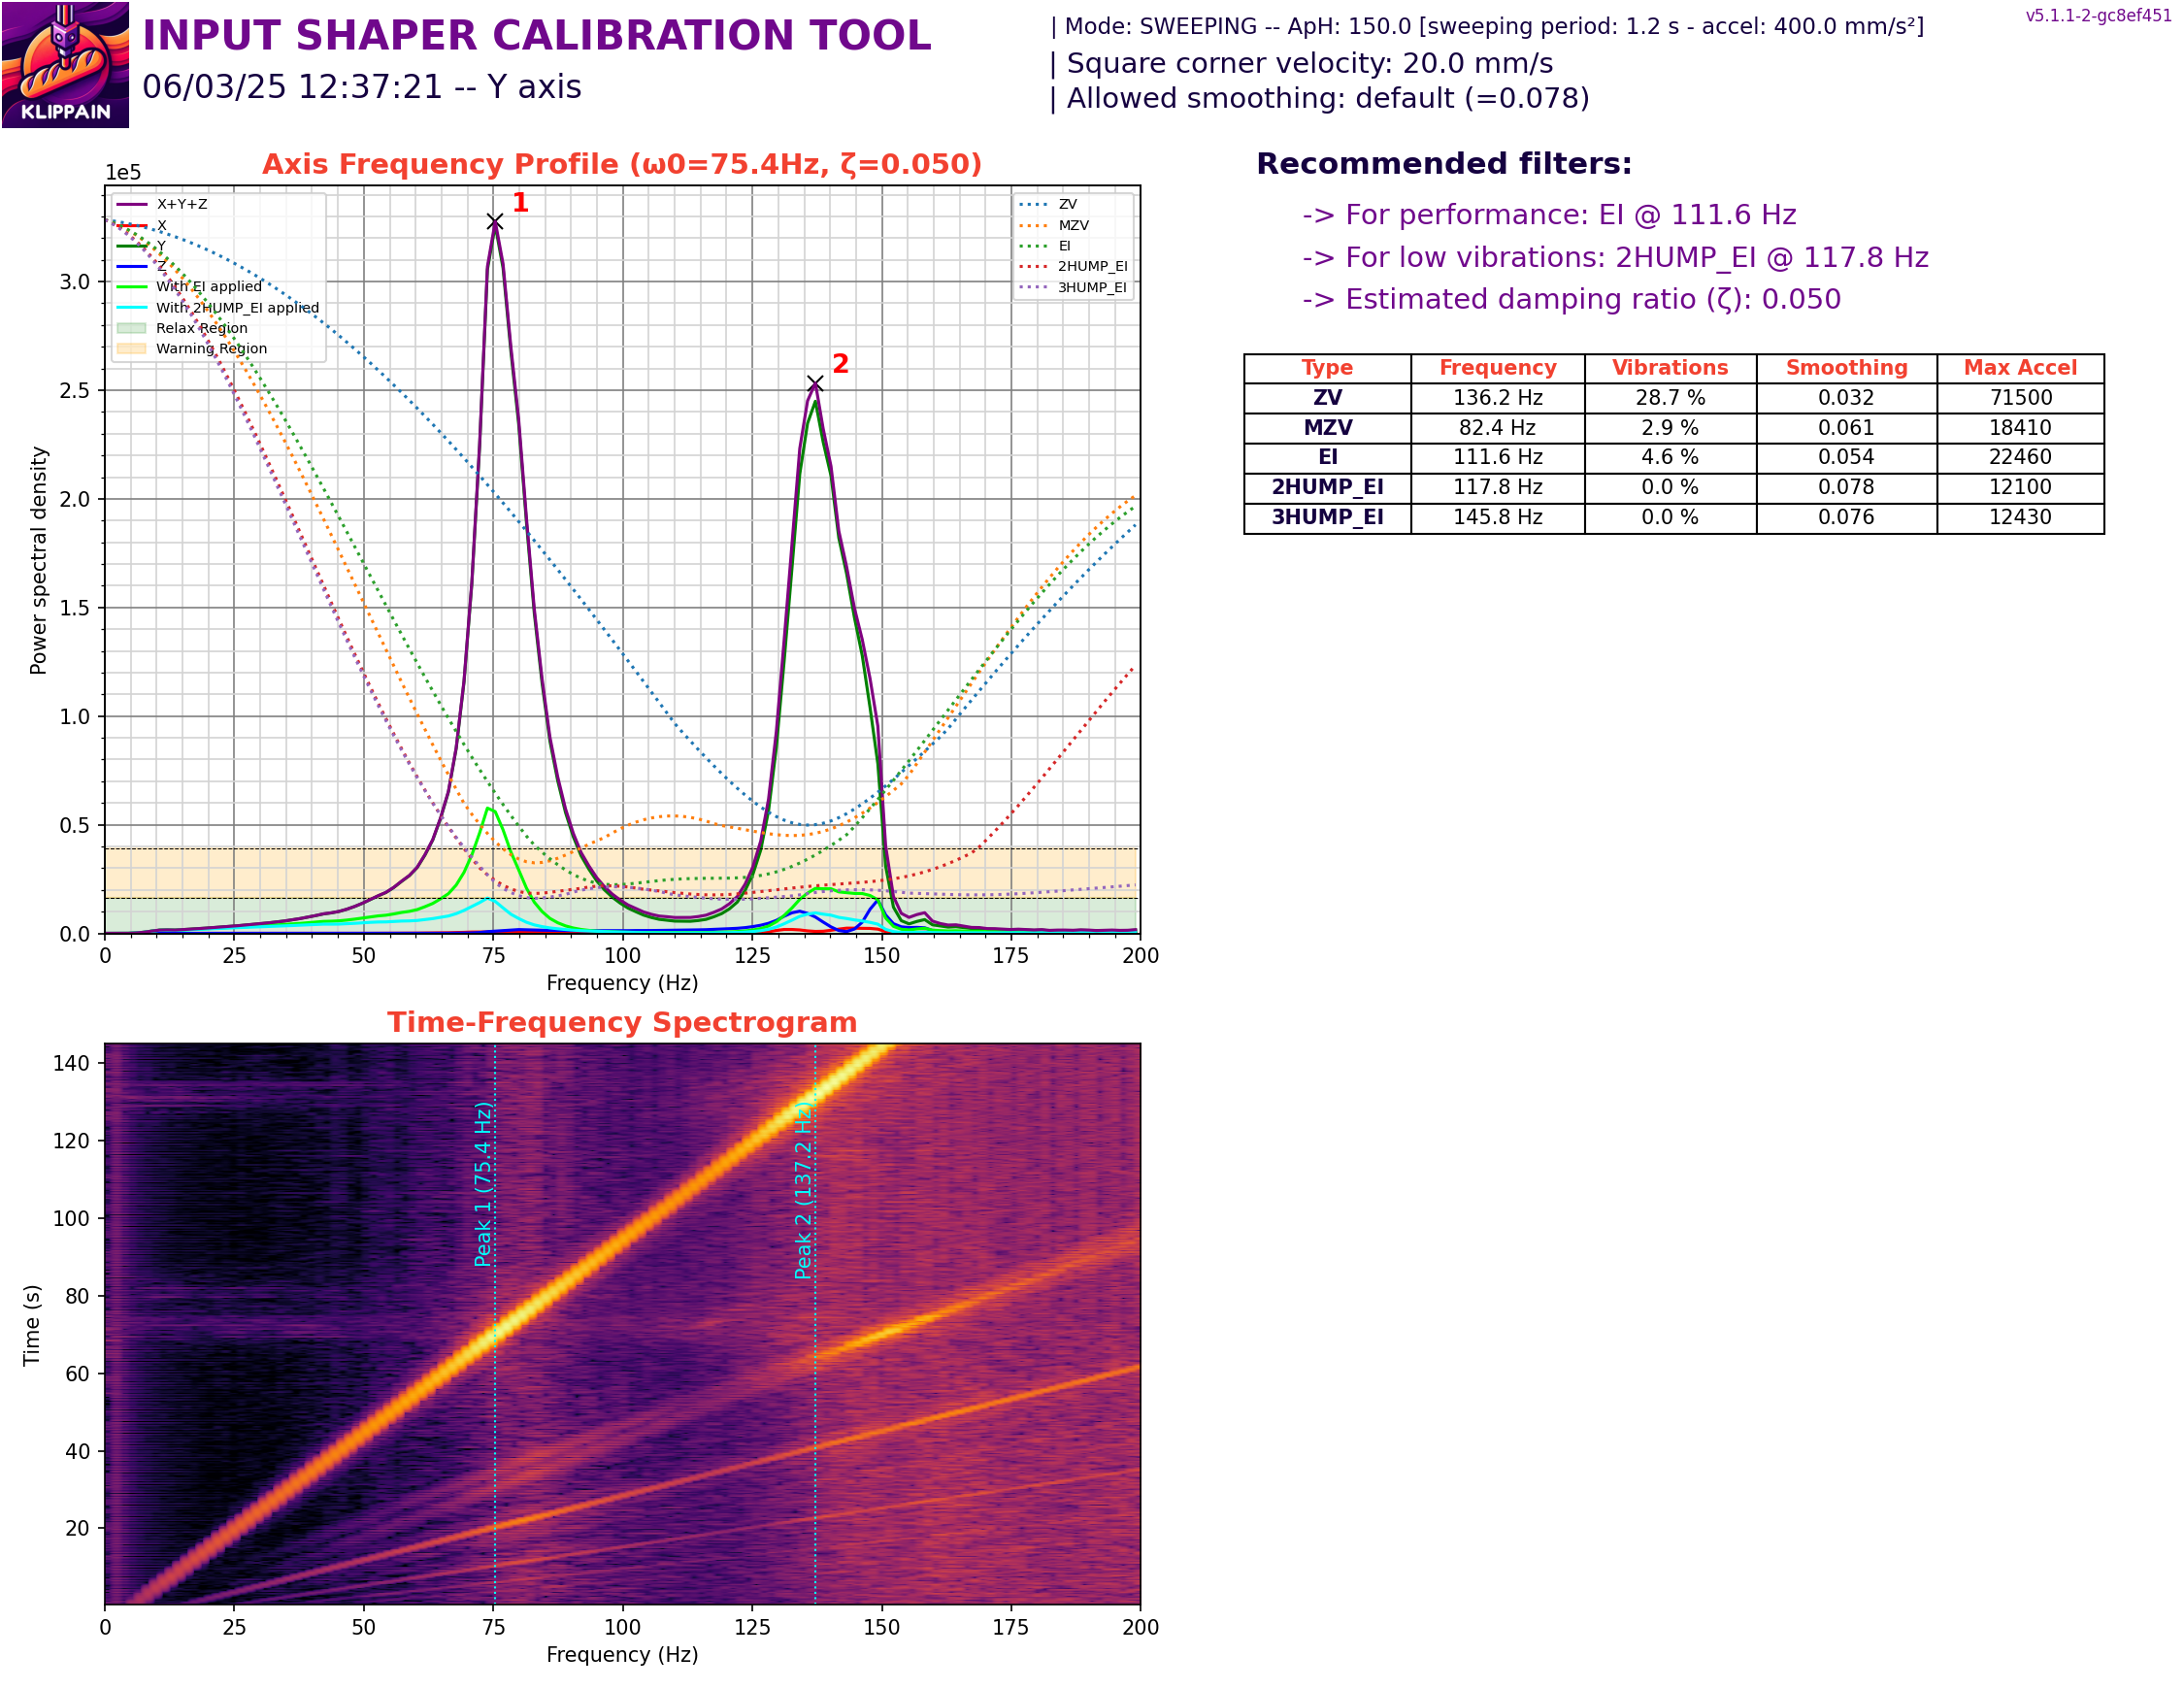 INPUT SHAPER CALIBRATION TOOL
06/03/25 12:37:21 -- Y axis
KLIPPAIN
| Mode: SWEEPING -- ApH: 150.0 [sweeping period: 1.2 s - accel: 400.0 mm/s²]
| Square corner velocity: 20.0 mm/s
| Allowed smoothing: default (=0.078)
v5.1.1-2-gc8ef451
Axis Frequency Profile (ω0=75.4Hz, ζ=0.050)
1e5
X+Y+Z
X
Y
Z
With EI applied
With 2HUMP_EI applied
Relax Region
Warning Region
ZV
MZV
EI
2HUMP_EI
3HUMP_EI
1
2
Power spectral density
3.0
2.5
2.0
1.5
1.0
0.5
0.0
0 25 50 75 100 125 150 175 200
Frequency (Hz)
Recommended filters:
-> For performance: EI @ 111.6 Hz
-> For low vibrations: 2HUMP_EI @ 117.8 Hz
-> Estimated damping ratio (ζ): 0.050
Type Frequency Vibrations Smoothing Max Accel
ZV 136.2 Hz 28.7 % 0.032 71500
MZV 82.4 Hz 2.9 % 0.061 18410
EI 111.6 Hz 4.6 % 0.054 22460
2HUMP_EI 117.8 Hz 0.0 % 0.078 12100
3HUMP_EI 145.8 Hz 0.0 % 0.076 12430
Time-Frequency Spectrogram
Time (s)
140
120
100
80
60
40
20
Peak 1 (75.4 Hz)
Peak 2 (137.2 Hz)
0 25 50 75 100 125 150 175 200
Frequency (Hz)